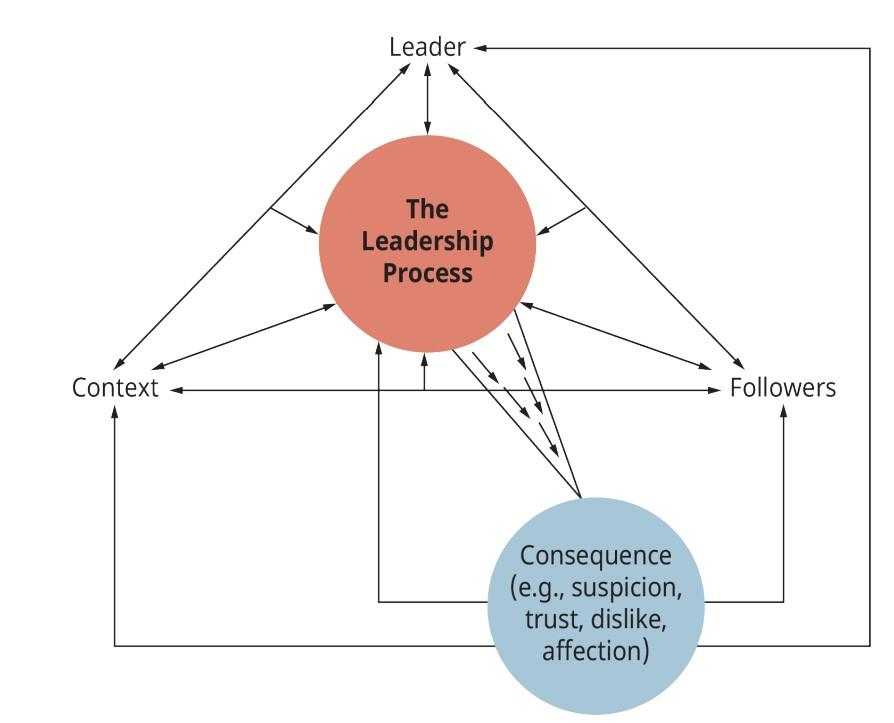 Leader
The
Leadership
Process
Context
Followers
Consequence
(e.g., suspicion,
trust, dislike,
affection)